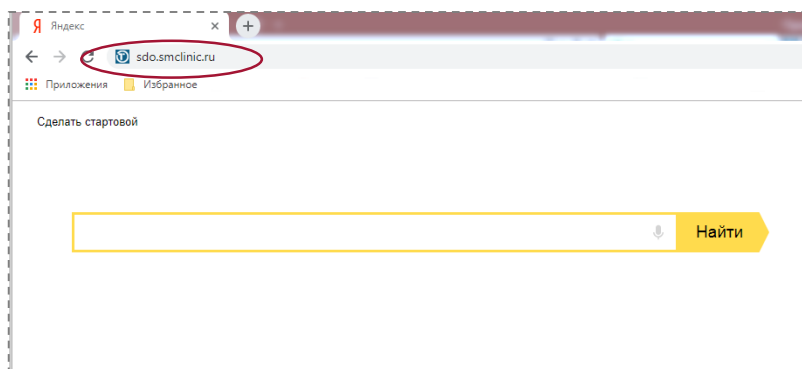 Яндекс
sdo.smclinic.ru
Приложения Избранное
Сделать стартовой
Найти